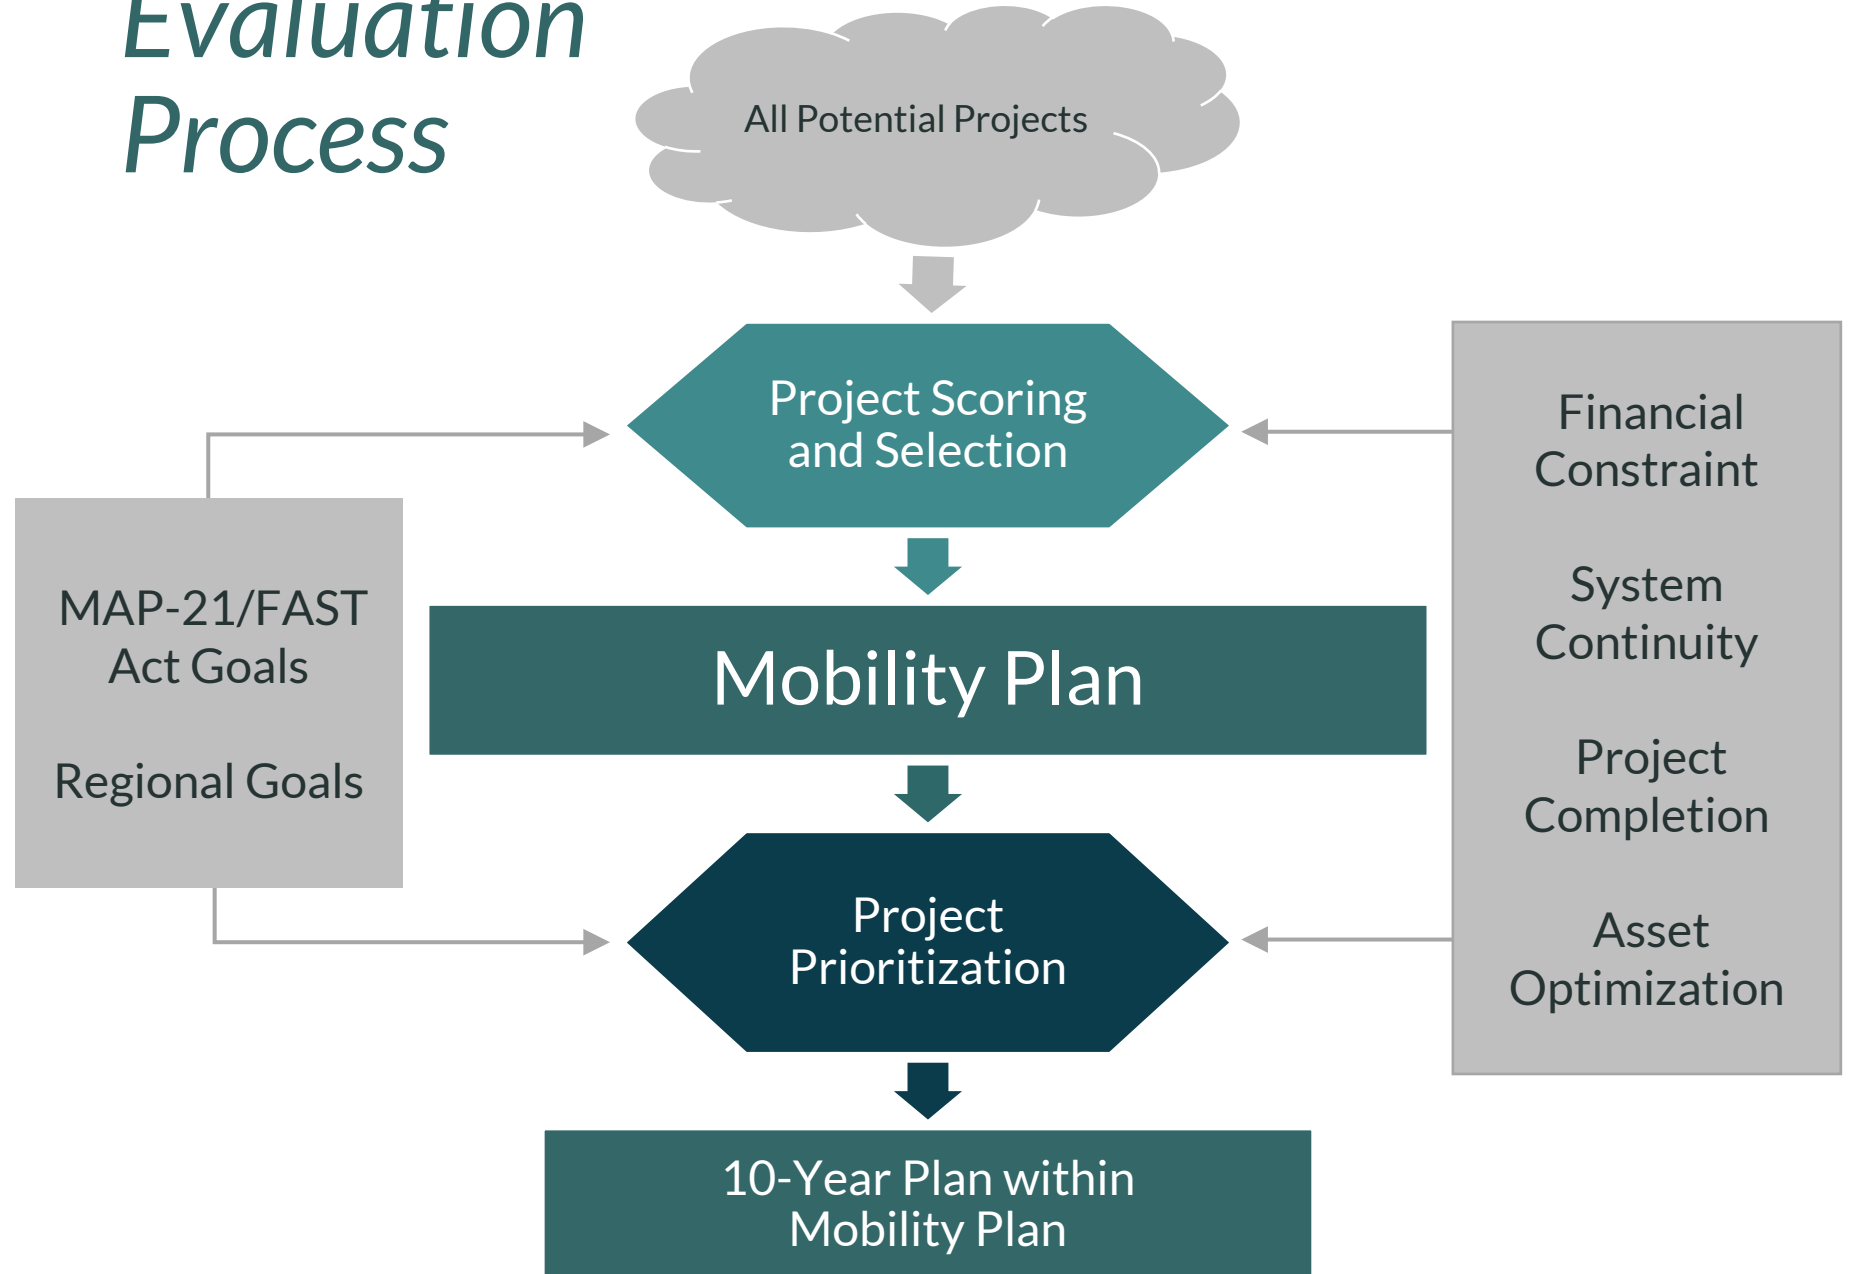 Evaluation
Process
All Potential Projects
Project Scoring
and Selection
Financial
Constraint
System
Continuity
Project
Completion
Asset
Optimization
MAP-21/FAST
Act Goals
Regional Goals
Mobility Plan
Project
Prioritization
10-Year Plan within
Mobility Plan